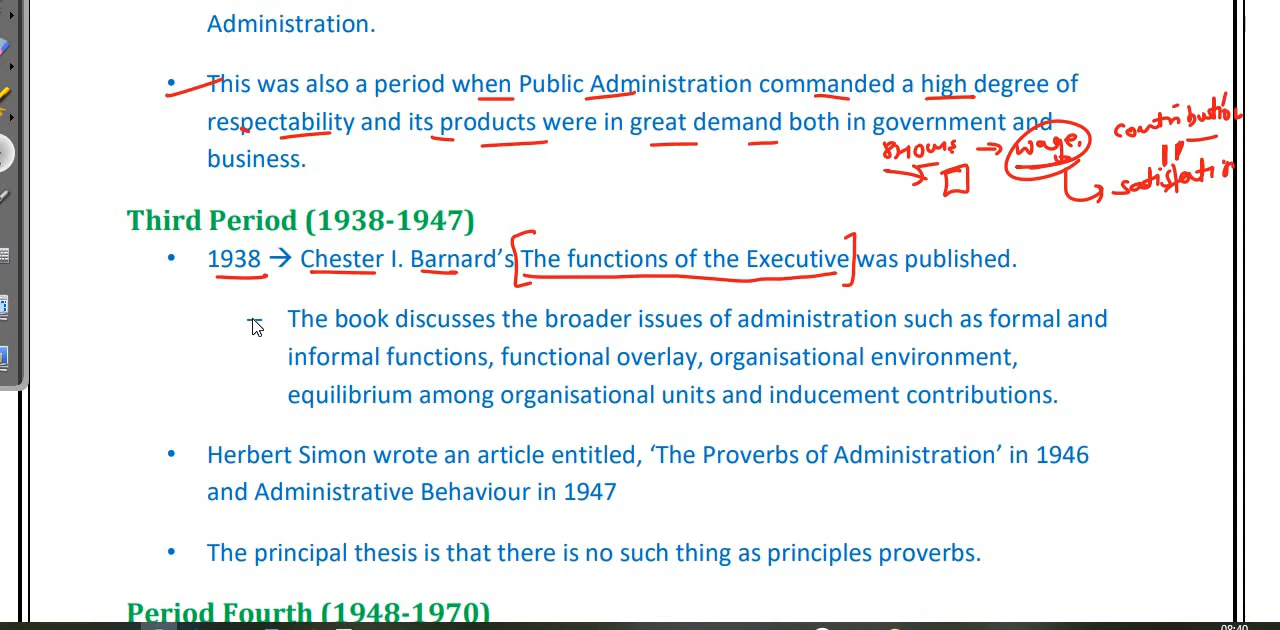 Administration.
• This was also a period when Public Administration commanded a high degree of
respectability and its products were in great demand both in government and
business.
→ wage. contribution
satisfation
Third Period (1938-1947)
• 1938 → Chester I. Barnard’s [The functions of the Executive] was published.
– The book discusses the broader issues of administration such as formal and
informal functions, functional overlay, organisational environment,
equilibrium among organisational units and inducement contributions.
• Herbert Simon wrote an article entitled, ‘The Proverbs of Administration’ in 1946
and Administrative Behaviour in 1947
• The principal thesis is that there is no such thing as principles proverbs.
Period Fourth (1948-1970)
08:40